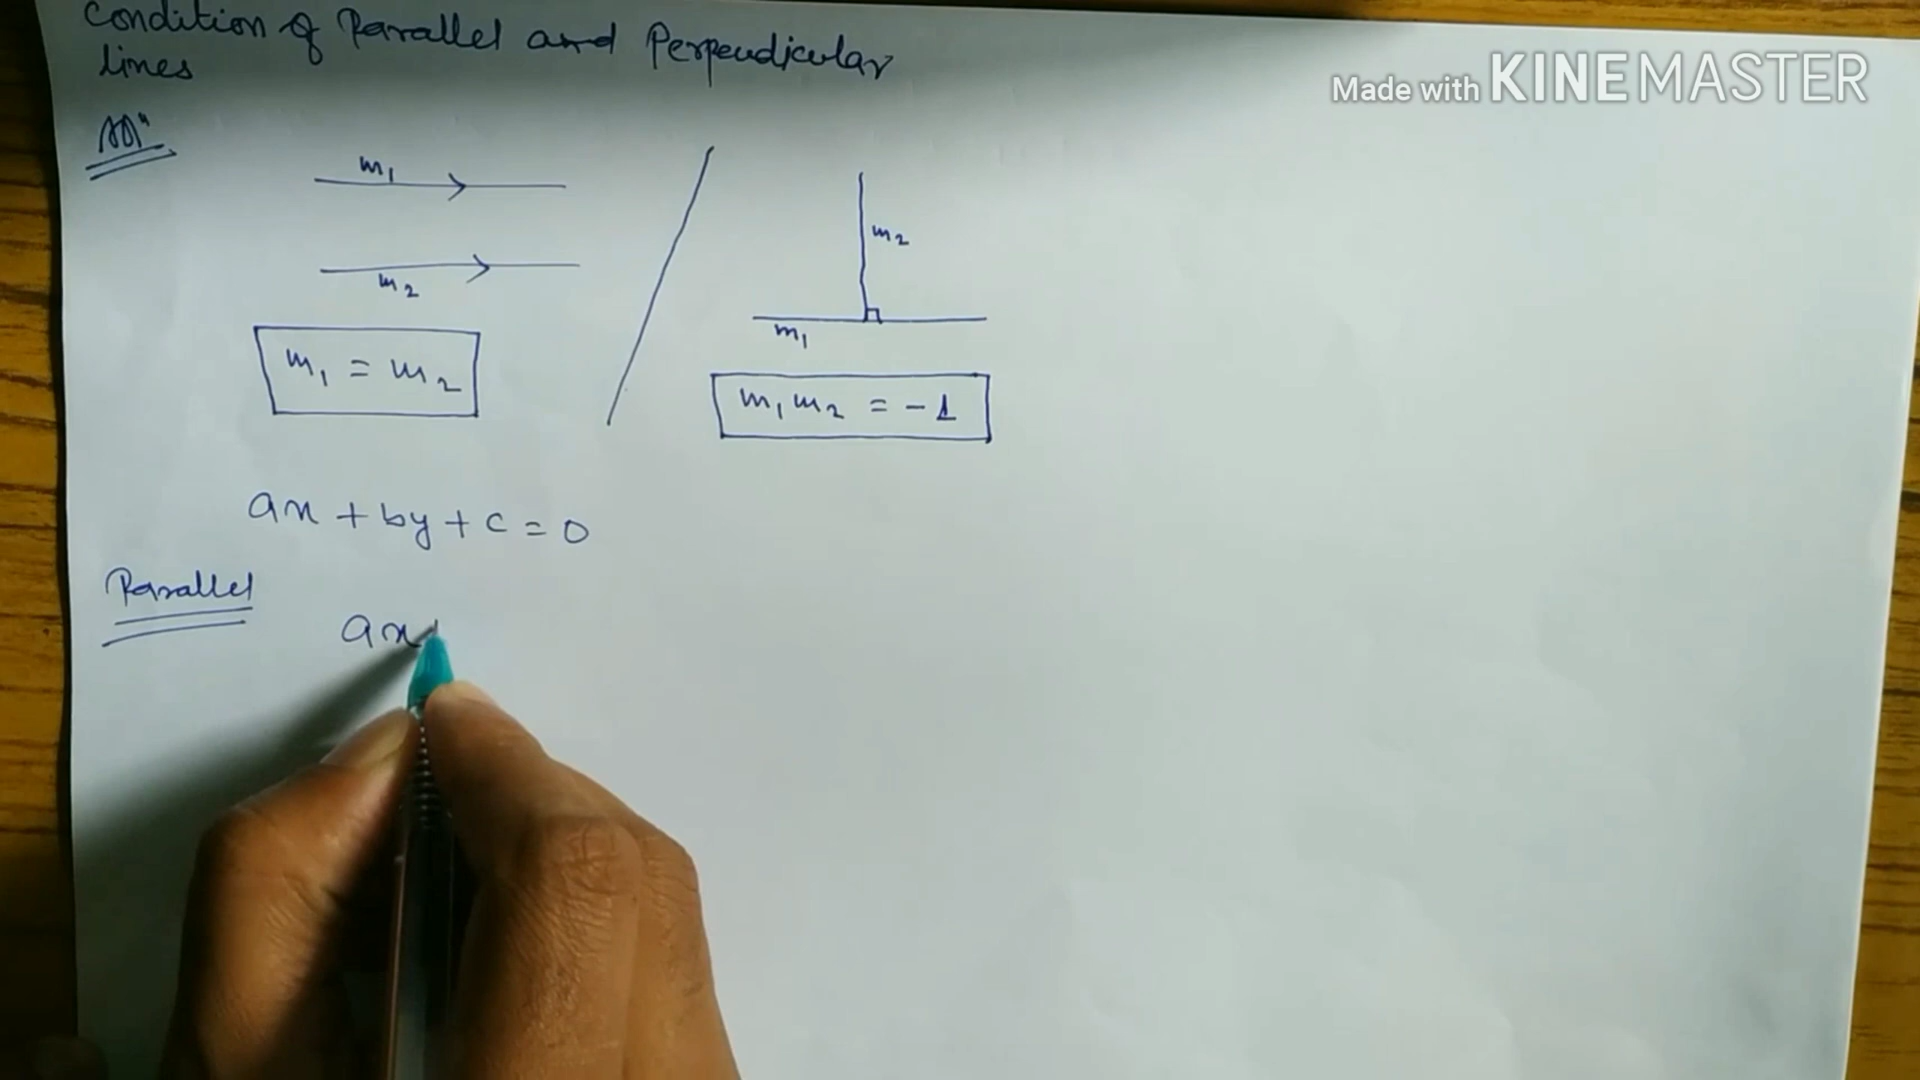 Condition of Parallel and Perpendicular
lines
Made with KINEMASTER
m₁
m₂
m₁ = m₂
m₂
m₁
m₁m₂ = -1
ax + by + c = 0
Parallel
ax